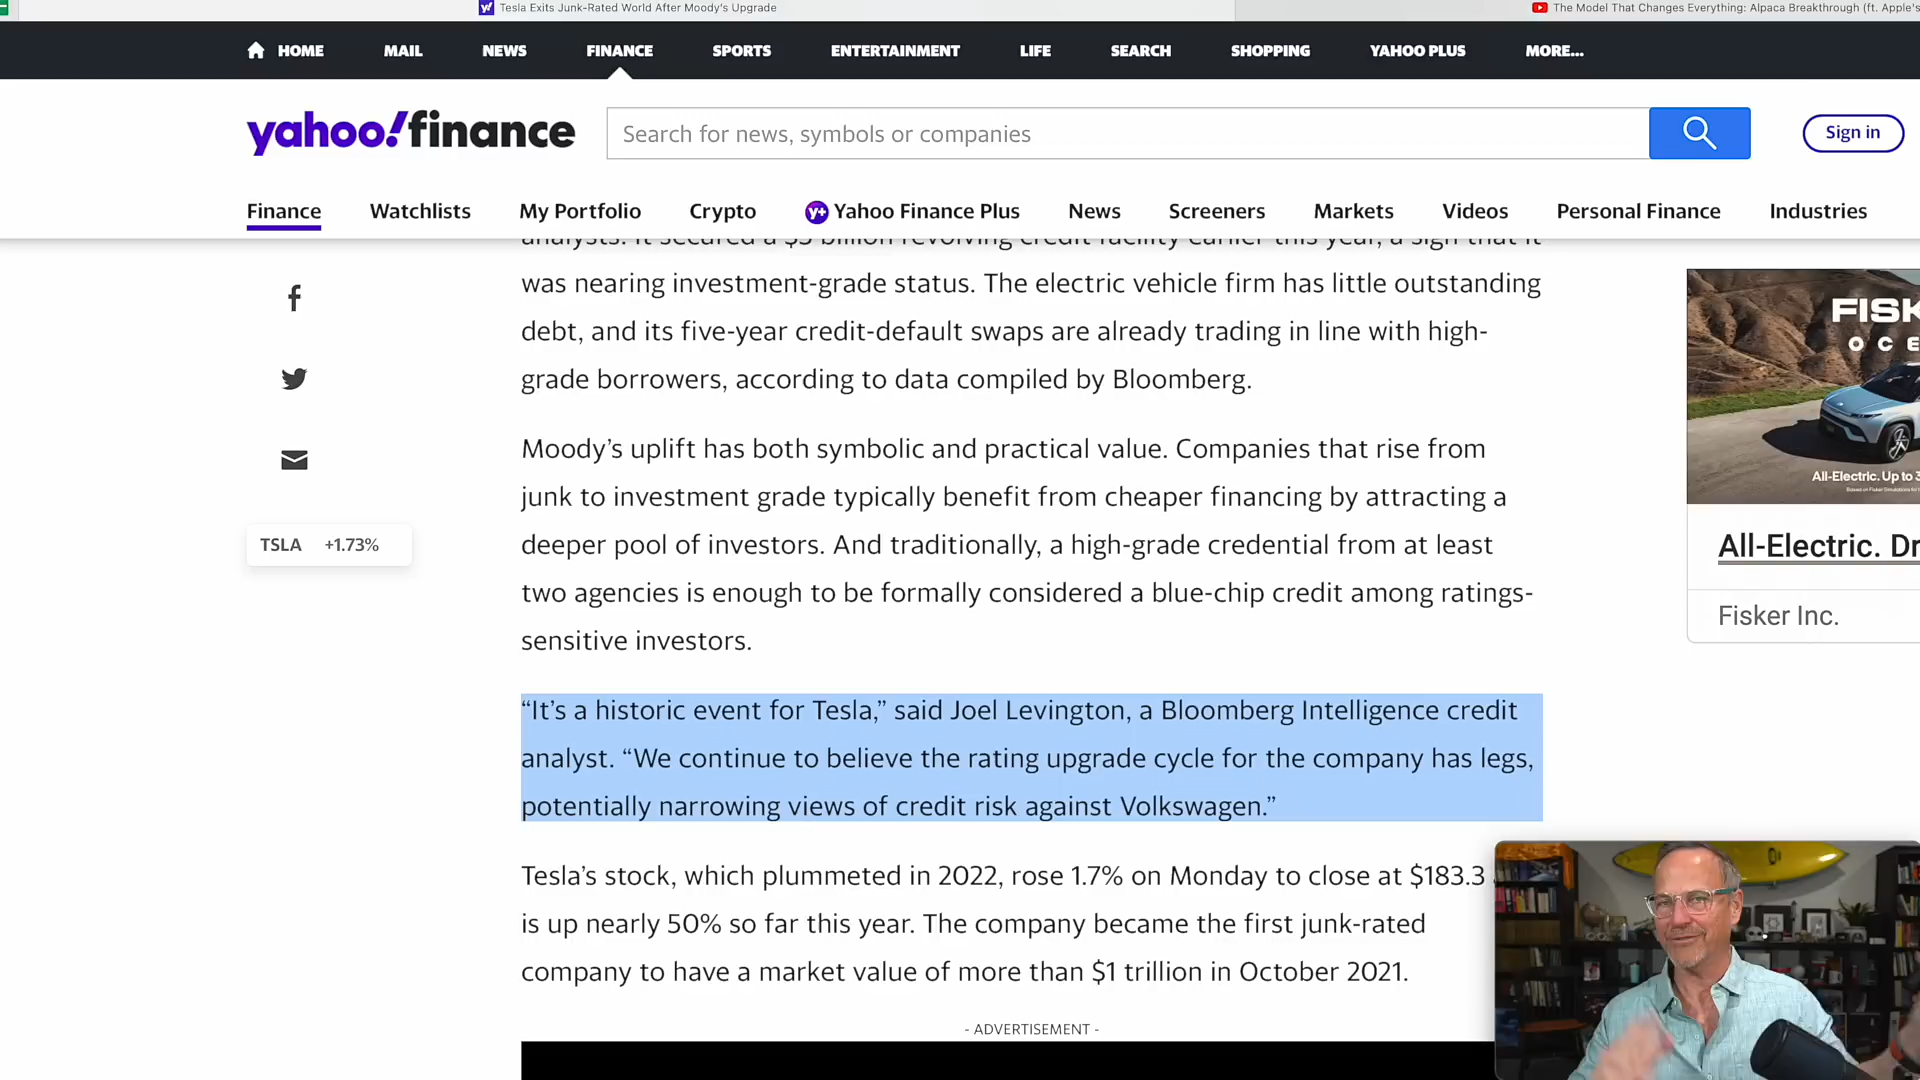 Tesla Exits Junk-Rated World After Moody's Upgrade
The Model That Changes Everything: Alpaca Breakthrough (ft. Apple's
HOME MAIL NEWS FINANCE SPORTS ENTERTAINMENT LIFE SEARCH SHOPPING YAHOO PLUS MORE...
yahoo!finance
Search for news, symbols or companies
Sign in
Finance Watchlists My Portfolio Crypto y+ Yahoo Finance Plus News Screeners Markets Videos Personal Finance Industries
analysts. It secured a $5 billion revolving credit facility earlier this year, a sign that it
was nearing investment-grade status. The electric vehicle firm has little outstanding
debt, and its five-year credit-default swaps are already trading in line with high-
grade borrowers, according to data compiled by Bloomberg.
Moody’s uplift has both symbolic and practical value. Companies that rise from
junk to investment grade typically benefit from cheaper financing by attracting a
deeper pool of investors. And traditionally, a high-grade credential from at least
two agencies is enough to be formally considered a blue-chip credit among ratings-
sensitive investors.
“It’s a historic event for Tesla,” said Joel Levington, a Bloomberg Intelligence credit
analyst. “We continue to believe the rating upgrade cycle for the company has legs,
potentially narrowing views of credit risk against Volkswagen.”
Tesla’s stock, which plummeted in 2022, rose 1.7% on Monday to close at $183.3
is up nearly 50% so far this year. The company became the first junk-rated
company to have a market value of more than $1 trillion in October 2021.
- ADVERTISEMENT -
TSLA +1.73%
FISK
OCE
All-Electric. Up to 3
All-Electric. Dr
Fisker Inc.